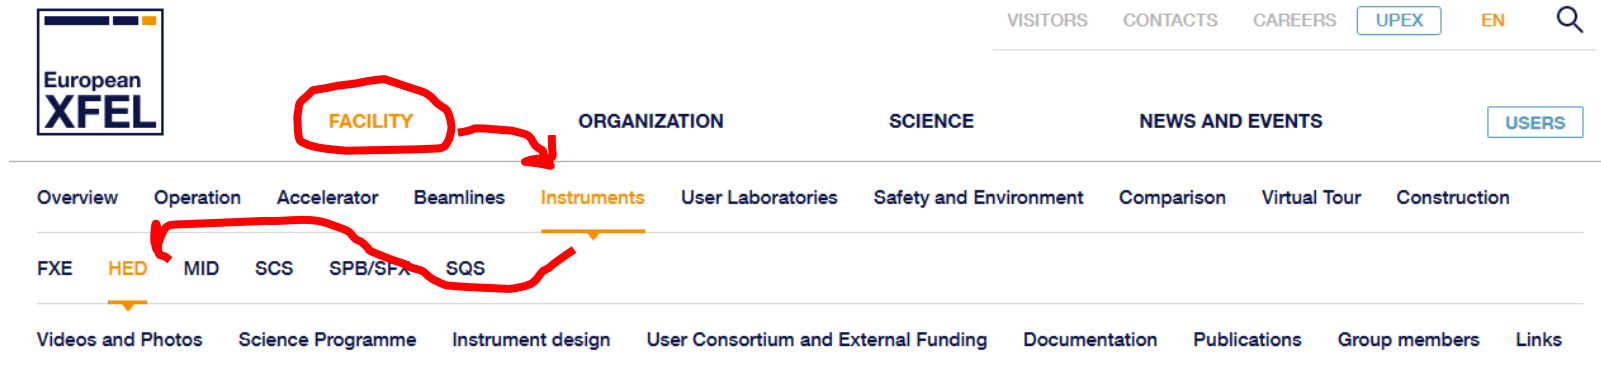 VISITORS CONTACTS CAREERS UPEX EN
European
XFEL
FACILITY ORGANIZATION SCIENCE NEWS AND EVENTS USERS
Overview Operation Accelerator Beamlines Instruments User Laboratories Safety and Environment Comparison Virtual Tour Construction
FXE HED MID SCS SPB/SFX SQS
Videos and Photos Science Programme Instrument design User Consortium and External Funding Documentation Publications Group members Links